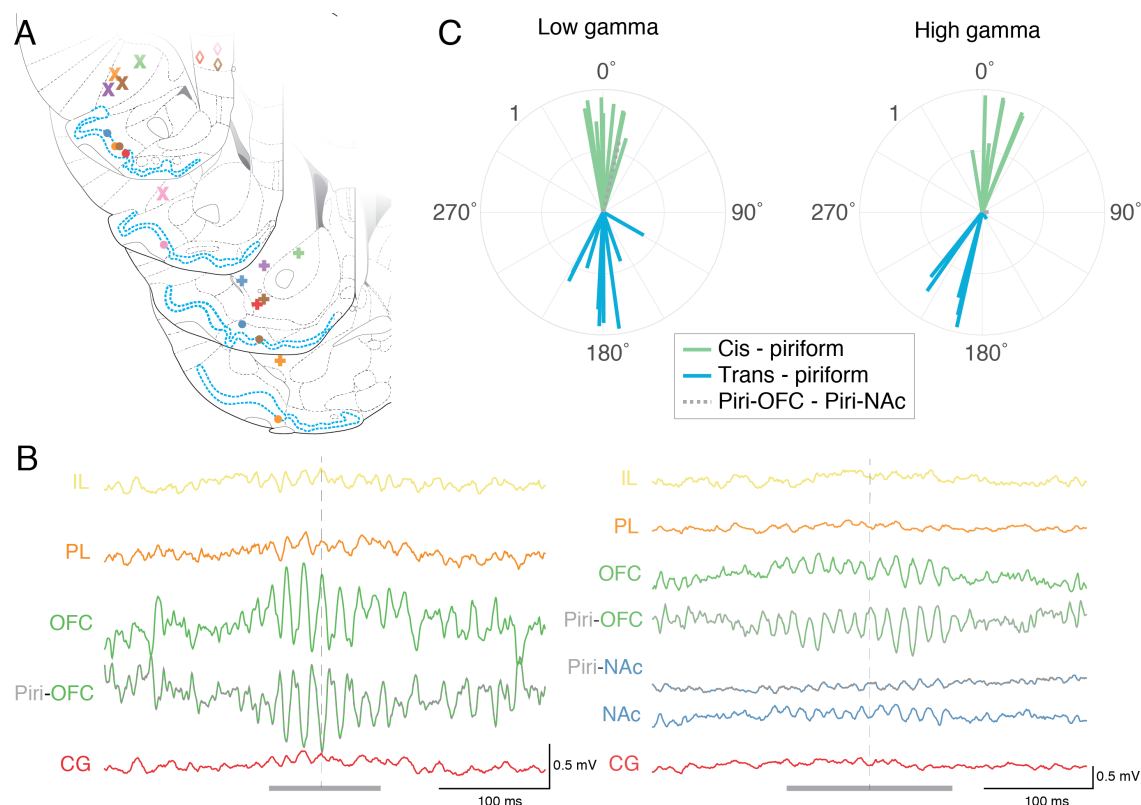 A
C
Low gamma
High gamma
0°
1
270°
90°
180°
0°
1
270°
90°
180°
Cis - piriform
Trans - piriform
Piri-OFC - Piri-NAc
B
IL
PL
OFC
Piri-OFC
CG
0.5 mV
100 ms
IL
PL
OFC
Piri-OFC
Piri-NAc
NAc
CG
0.5 mV
100 ms